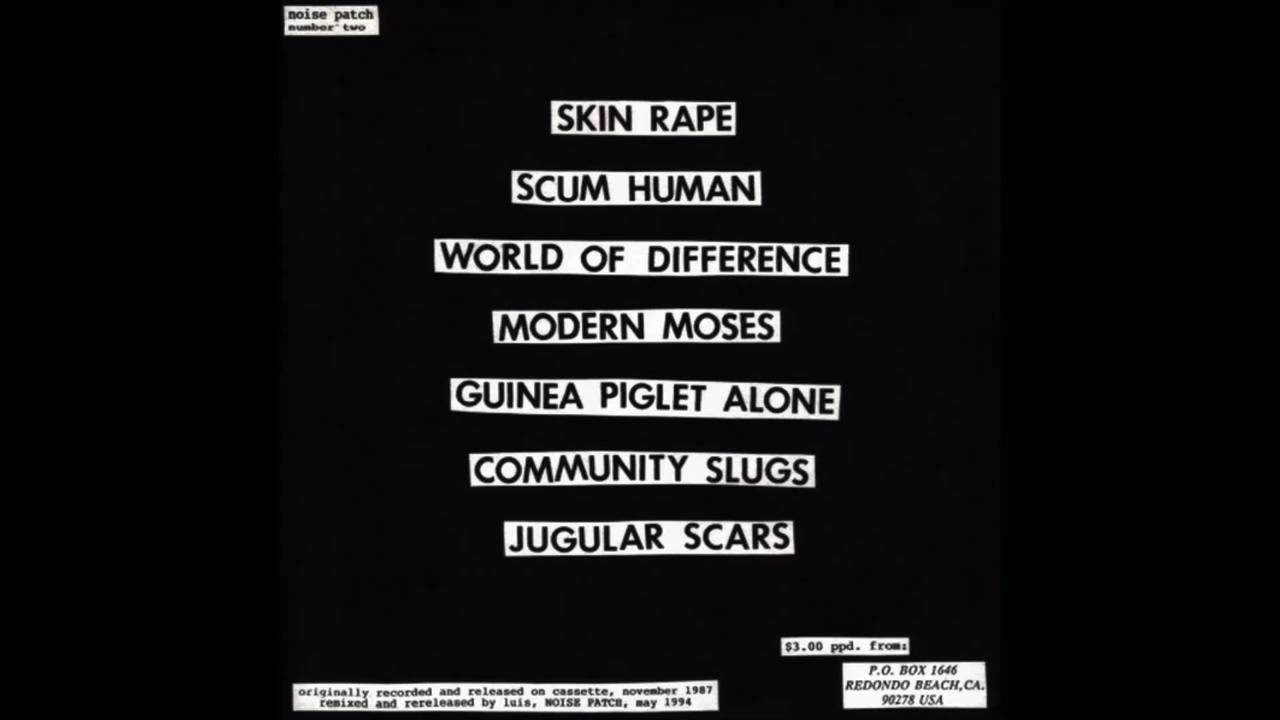 noise patch
number two
SKIN RAPE
SCUM HUMAN
WORLD OF DIFFERENCE
MODERN MOSES
GUINEA PIGLET ALONE
COMMUNITY SLUGS
JUGULAR SCARS
$3.00 ppd. from:
P.O. BOX 1646
REDONDO BEACH,CA.
90278 USA
originally recorded and released on cassette, november 1987
remixed and rereleased by luis, NOISE PATCH, may 1994